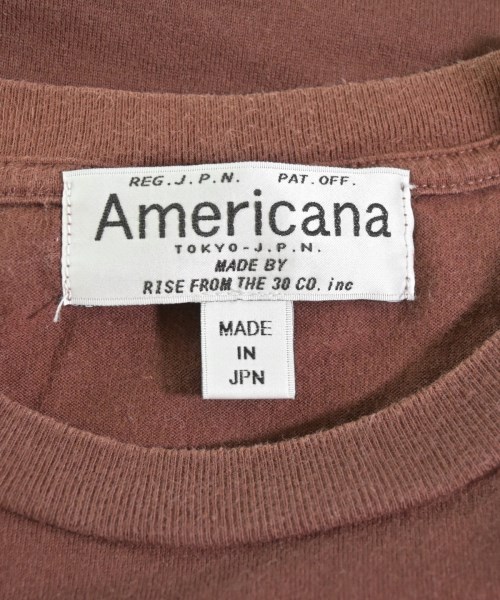 REG.J.P.N. PAT.OFF.
Americana
TOKYO-J.P.N.
MADE BY
RISE FROM THE 30 CO. inc
MADE
IN
JPN